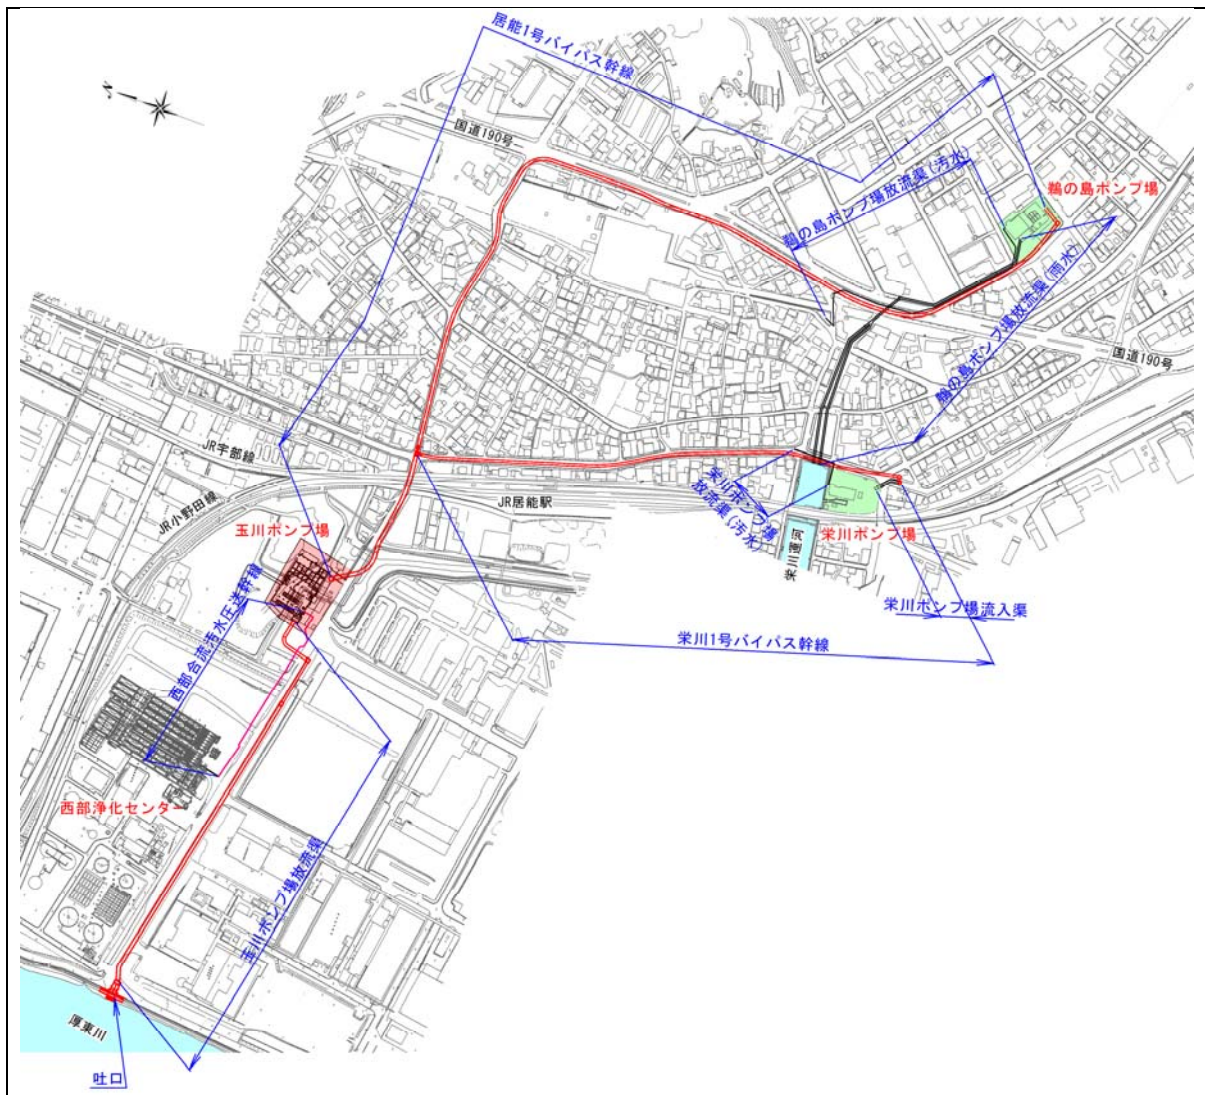 居能1号バイパス幹線
国道190号
鵜の島ポンプ場放流渠(汚水)
鵜の島ポンプ場
鵜の島ポンプ場放流渠(雨水)
国道190号
JR宇部線
JR小野田線
JR居能駅
玉川ポンプ場
栄川ポンプ場
放流渠(汚水)
栄川運河
栄川ポンプ場
栄川ポンプ場流入渠
栄川1号バイパス幹線
西部合流汚水圧送幹線
西部浄化センター
玉川ポンプ場放流渠
厚東川
吐口